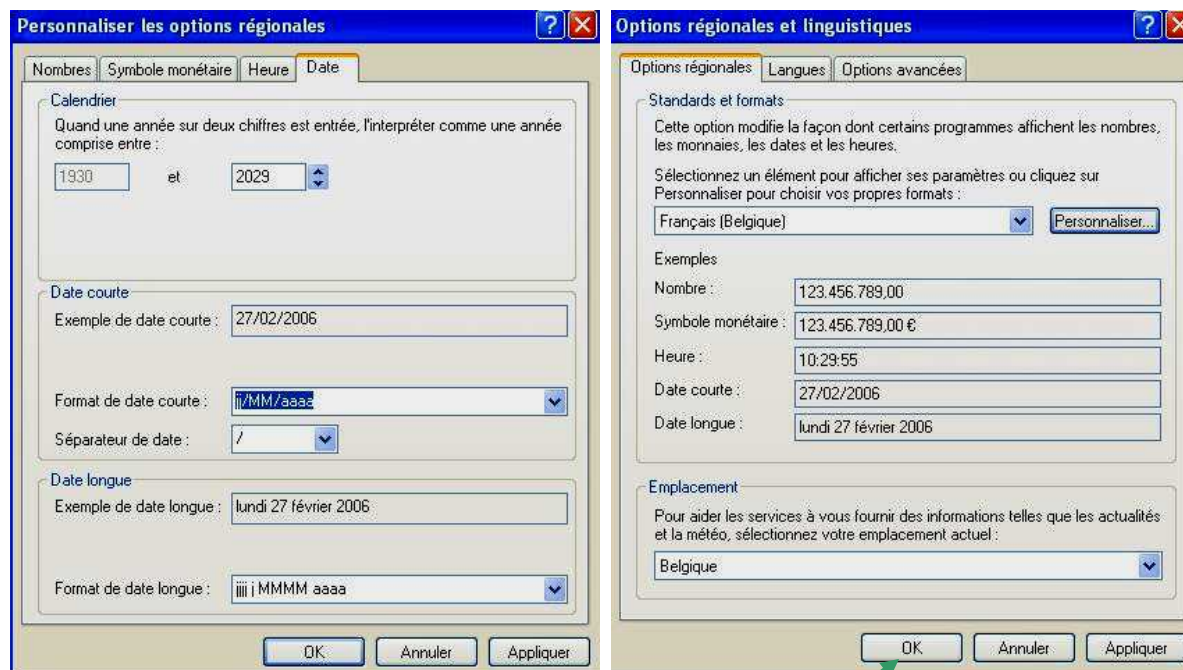 Personnaliser les options régionales
Nombres Symbole monétaire Heure Date
Calendrier
Quand une année sur deux chiffres est entrée, l'interpréter comme une année
comprise entre :
1930 et 2029
Date courte
Exemple de date courte : 27/02/2006
Format de date courte : jj/MM/aaaa
Séparateur de date : /
Date longue
Exemple de date longue : lundi 27 février 2006
Format de date longue : jjjj j MMMM aaaa
OK Annuler Appliquer
Options régionales et linguistiques
Options régionales Langues Options avancées
Standards et formats
Cette option modifie la façon dont certains programmes affichent les nombres,
les monnaies, les dates et les heures.
Sélectionnez un élément pour afficher ses paramètres ou cliquez sur
Personnaliser pour choisir vos propres formats :
Français (Belgique) Personnaliser...
Exemples
Nombre : 123.456.789,00
Symbole monétaire : 123.456.789,00 €
Heure : 10:29:55
Date courte : 27/02/2006
Date longue : lundi 27 février 2006
Emplacement
Pour aider les services à vous fournir des informations telles que les actualités
et la météo, sélectionnez votre emplacement actuel :
Belgique
OK Annuler Appliquer